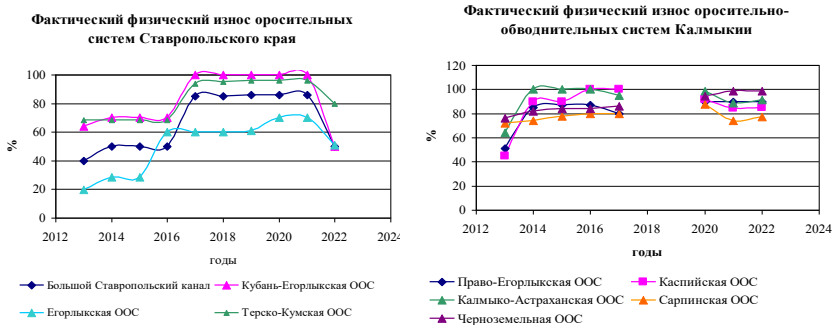 Фактический физический износ оросительных
систем Ставропольского края
100
80
60
40
20
0
%
2012 2014 2016 2018 2020 2022 2024
годы
Большой Ставропольский канал
Кубань-Егорлыкская ООС
Егорлыкская ООС
Терско-Кумская ООС
Фактический физический износ оросительно-
обводнительных систем Калмыкии
120
100
80
60
40
20
0
%
2012 2014 2016 2018 2020 2022 2024
годы
Право-Егорлыкская ООС
Каспийская ООС
Калмыко-Астраханская ООС
Сарпинская ООС
Черноземельная ООС